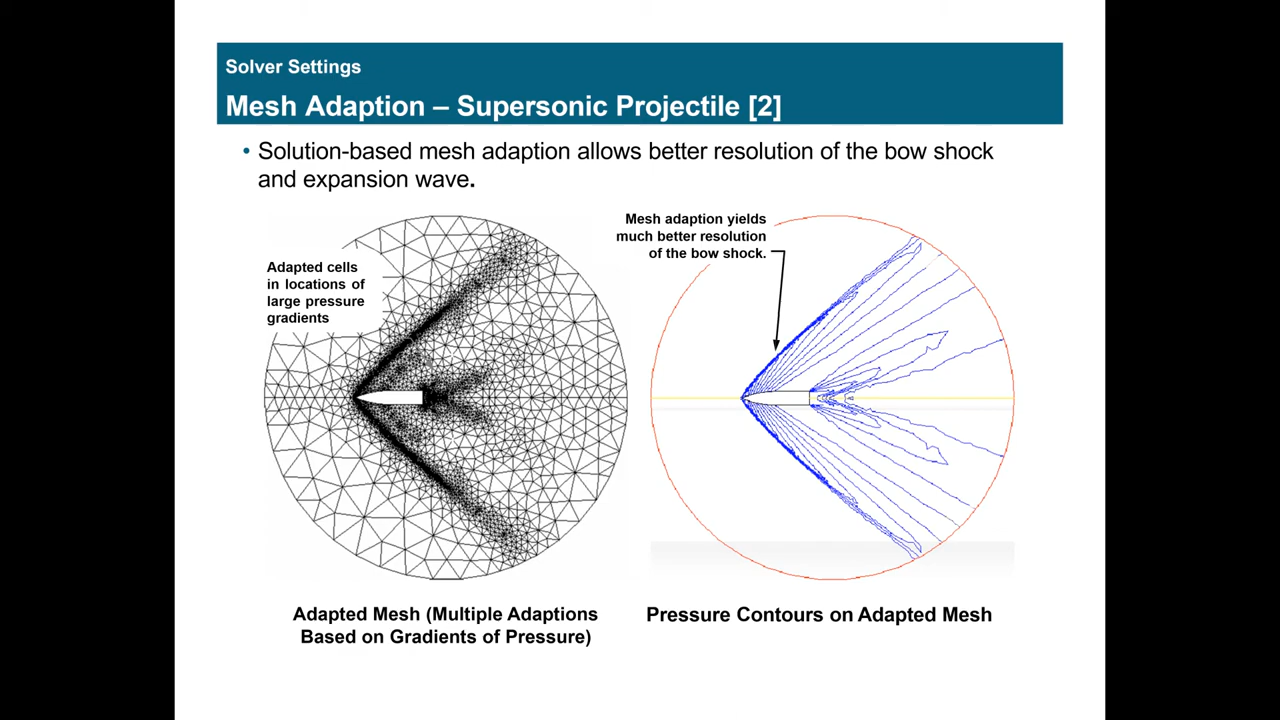 Solver Settings
Mesh Adaption – Supersonic Projectile [2]
• Solution-based mesh adaption allows better resolution of the bow shock
and expansion wave.
Adapted cells
in locations of
large pressure
gradients
Mesh adaption yields
much better resolution
of the bow shock.
Adapted Mesh (Multiple Adaptions
Based on Gradients of Pressure)
Pressure Contours on Adapted Mesh